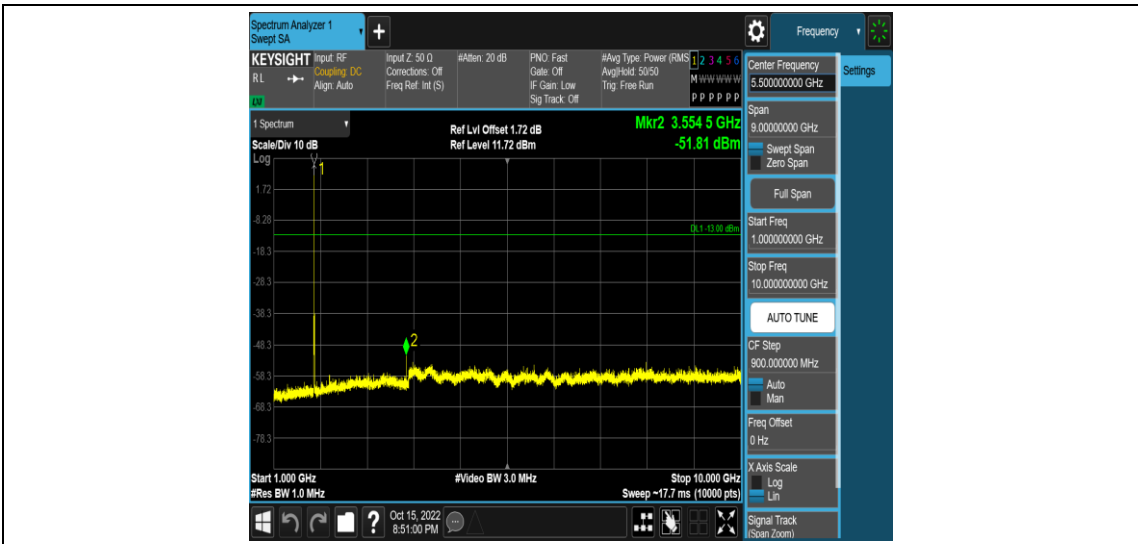 Spectrum Analyzer 1
Swept SA
+
Frequency
KEYSIGHT
RL
LXI
Input: RF
Coupling: DC
Align: Auto
Input Z: 50 Ω
Corrections: Off
Freq Ref: Int (S)
#Atten: 20 dB
PNO: Fast
Gate: Off
IF Gain: Low
Sig Track: Off
#Avg Type: Power (RMS
Avg|Hold: 50/50
Trig: Free Run
1 2 3 4 5 6
M W W W W W
P P P P P P
1 Spectrum
Scale/Div 10 dB
Log
Ref Lvl Offset 1.72 dB
Ref Level 11.72 dBm
Mkr2 3.554 5 GHz
-51.81 dBm
1
1.72
-8.28
DL1 -13.00 dBm
-18.3
-28.3
-38.3
-48.3
2
-58.3
-68.3
-78.3
Start 1.000 GHz
#Res BW 1.0 MHz
#Video BW 3.0 MHz
Stop 10.000 GHz
Sweep ~17.7 ms (10000 pts)
?
Oct 15, 2022
8:51:00 PM
Center Frequency
5.500000000 GHz
Settings
Span
9.00000000 GHz
Swept Span
Zero Span
Full Span
Start Freq
1.000000000 GHz
Stop Freq
10.000000000 GHz
AUTO TUNE
CF Step
900.000000 MHz
Auto
Man
Freq Offset
0 Hz
X Axis Scale
Log
Lin
Signal Track
(Span Zoom)